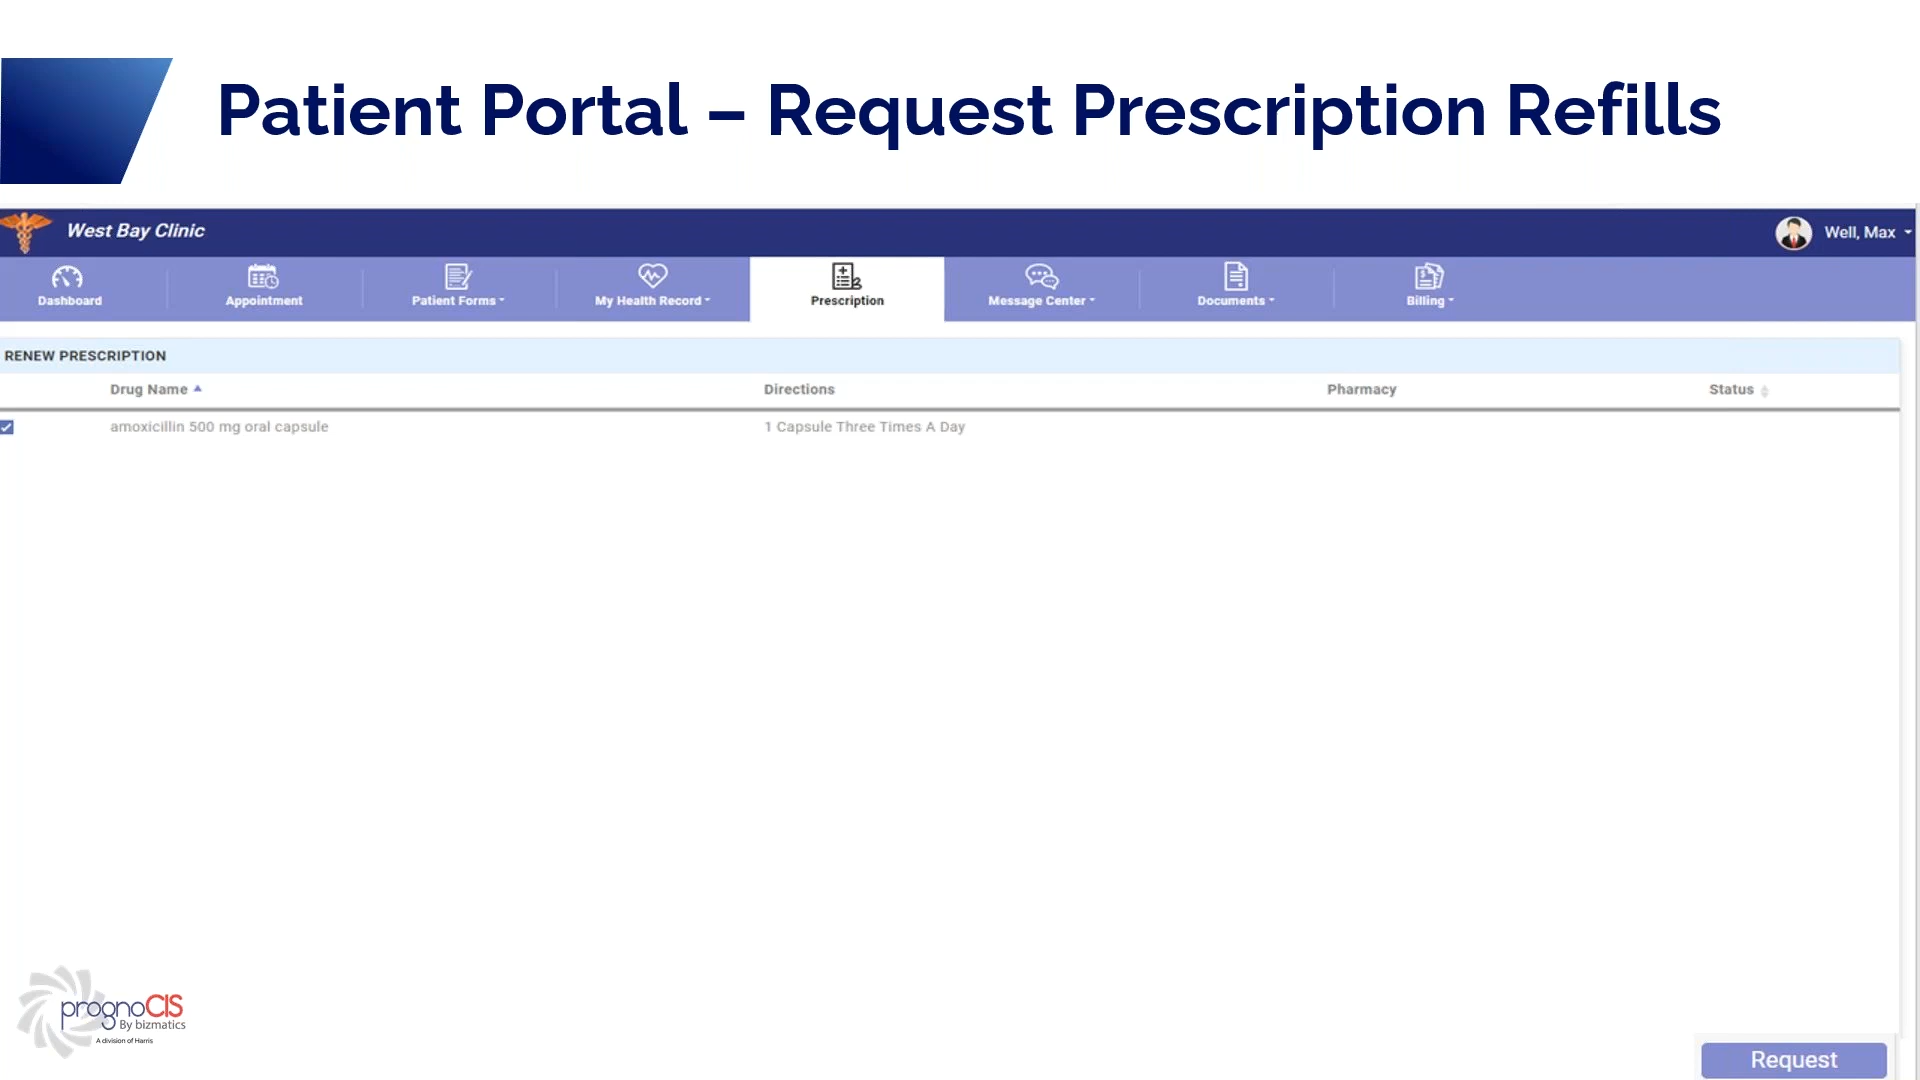 Patient Portal – Request Prescription Refills
West Bay Clinic
Well, Max
Dashboard
Appointment
Patient Forms
My Health Record
Prescription
Message Center
Documents
Billing
RENEW PRESCRIPTION
Drug Name Directions Pharmacy Status
amoxicillin 500 mg oral capsule 1 Capsule Three Times A Day
prognoCIS
By bizmatics
A division of Harris
Request